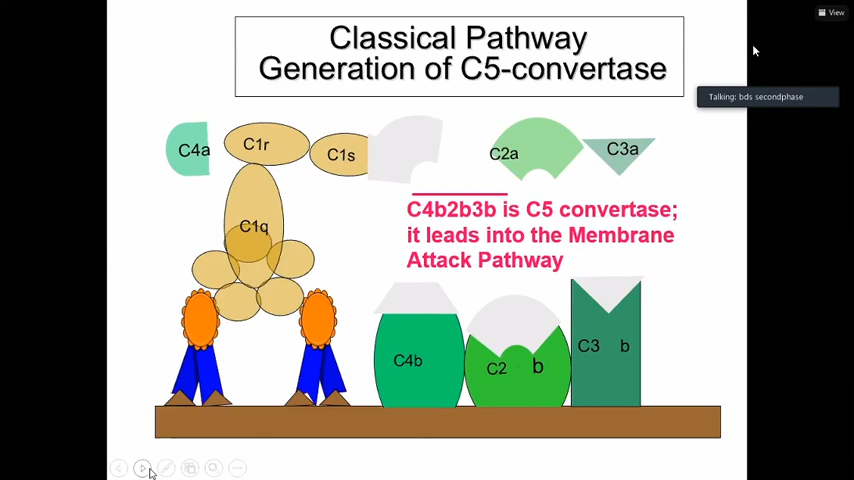 Classical Pathway
Generation of C5-convertase
View
Talking: bds secondphase
C4a
C1r
C1s
C2a
C3a
C4b2b3b is C5 convertase;
it leads into the Membrane
Attack Pathway
C1q
C4b
C2 b
C3 b